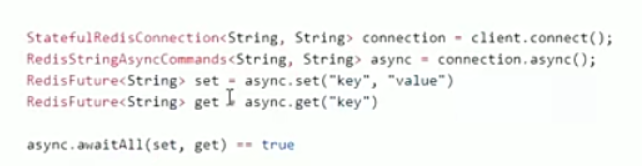 StatefulRedisConnection<String, String> connection = client.connect();
RedisStringAsyncCommands<String, String> async = connection.async();
RedisFuture<String> set = async.set("key", "value")
RedisFuture<String> get = async.get("key")
async.awaitAll(set, get) == true